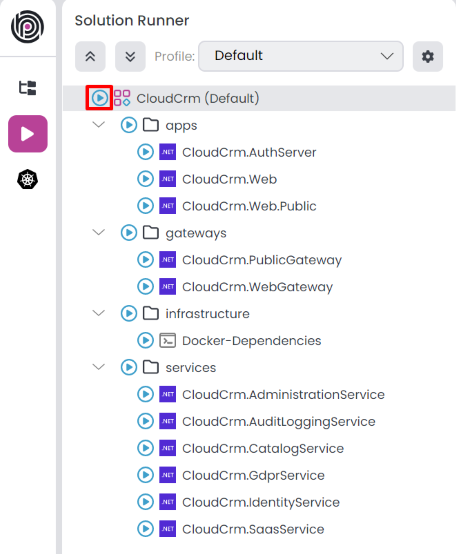 Solution Runner
Profile: Default
CloudCrm (Default)
apps
.NET CloudCrm.AuthServer
.NET CloudCrm.Web
.NET CloudCrm.Web.Public
gateways
.NET CloudCrm.PublicGateway
.NET CloudCrm.WebGateway
infrastructure
Docker-Dependencies
services
.NET CloudCrm.AdministrationService
.NET CloudCrm.AuditLoggingService
.NET CloudCrm.CatalogService
.NET CloudCrm.GdprService
.NET CloudCrm.IdentityService
.NET CloudCrm.SaasService